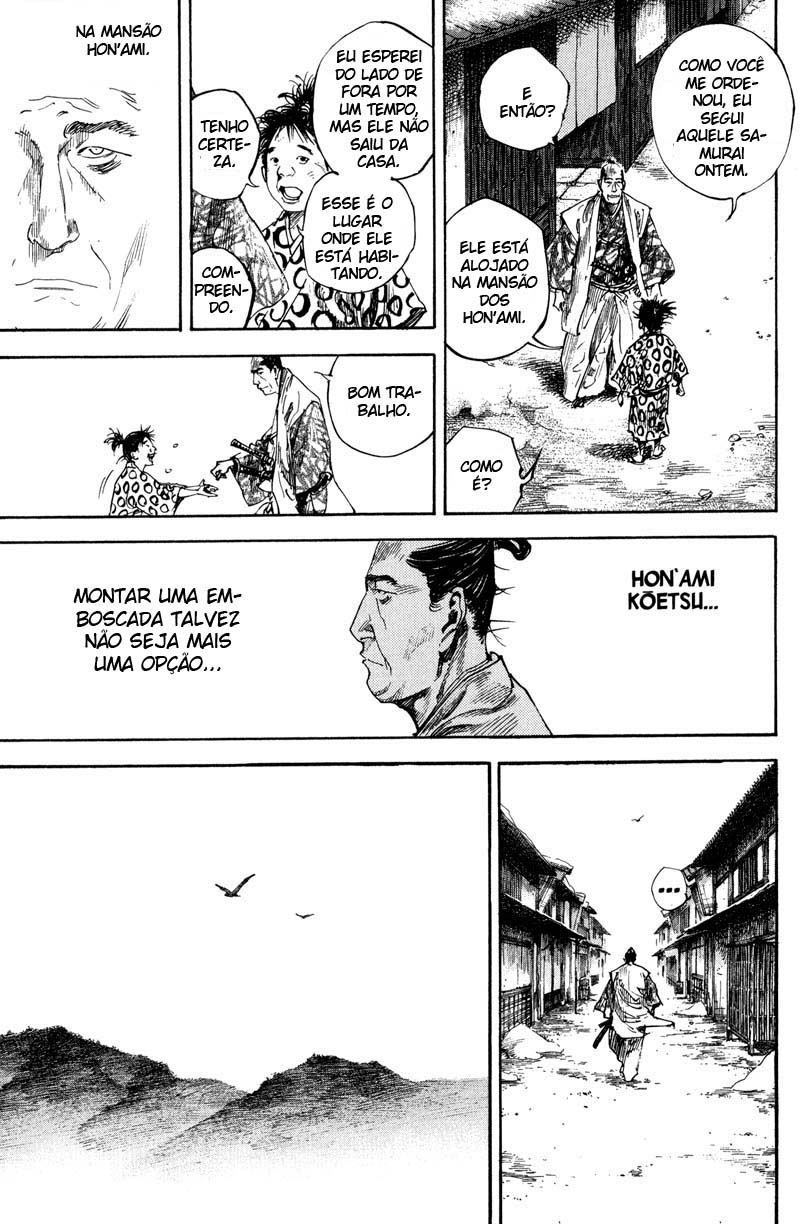 COMO VOCÊ
ME ORDE-
NOU, EU
SEGUI
AQUELE SA-
MURAI
ONTEM.
E
ENTÃO?
ELE ESTÁ
ALOJADO
NA MANSÃO
DOS
HON'AMI.
COMO
É?
EU ESPEREI
DO LADO DE
FORA POR
UM TEMPO,
MAS ELE NÃO
SAIU DA
CASA.
TENHO
CERTE-
ZA.
ESSE É O
LUGAR
ONDE ELE
ESTÁ HABI-
TANDO.
COM-
PREEN-
DO.
NA MANSÃO
HON'AMI.
BOM TRA-
BALHO.
HON'AMI
KŌETSU...
MONTAR UMA EM-
BOSCADA TALVEZ
NÃO SEJA MAIS
UMA OPÇÃO...
...